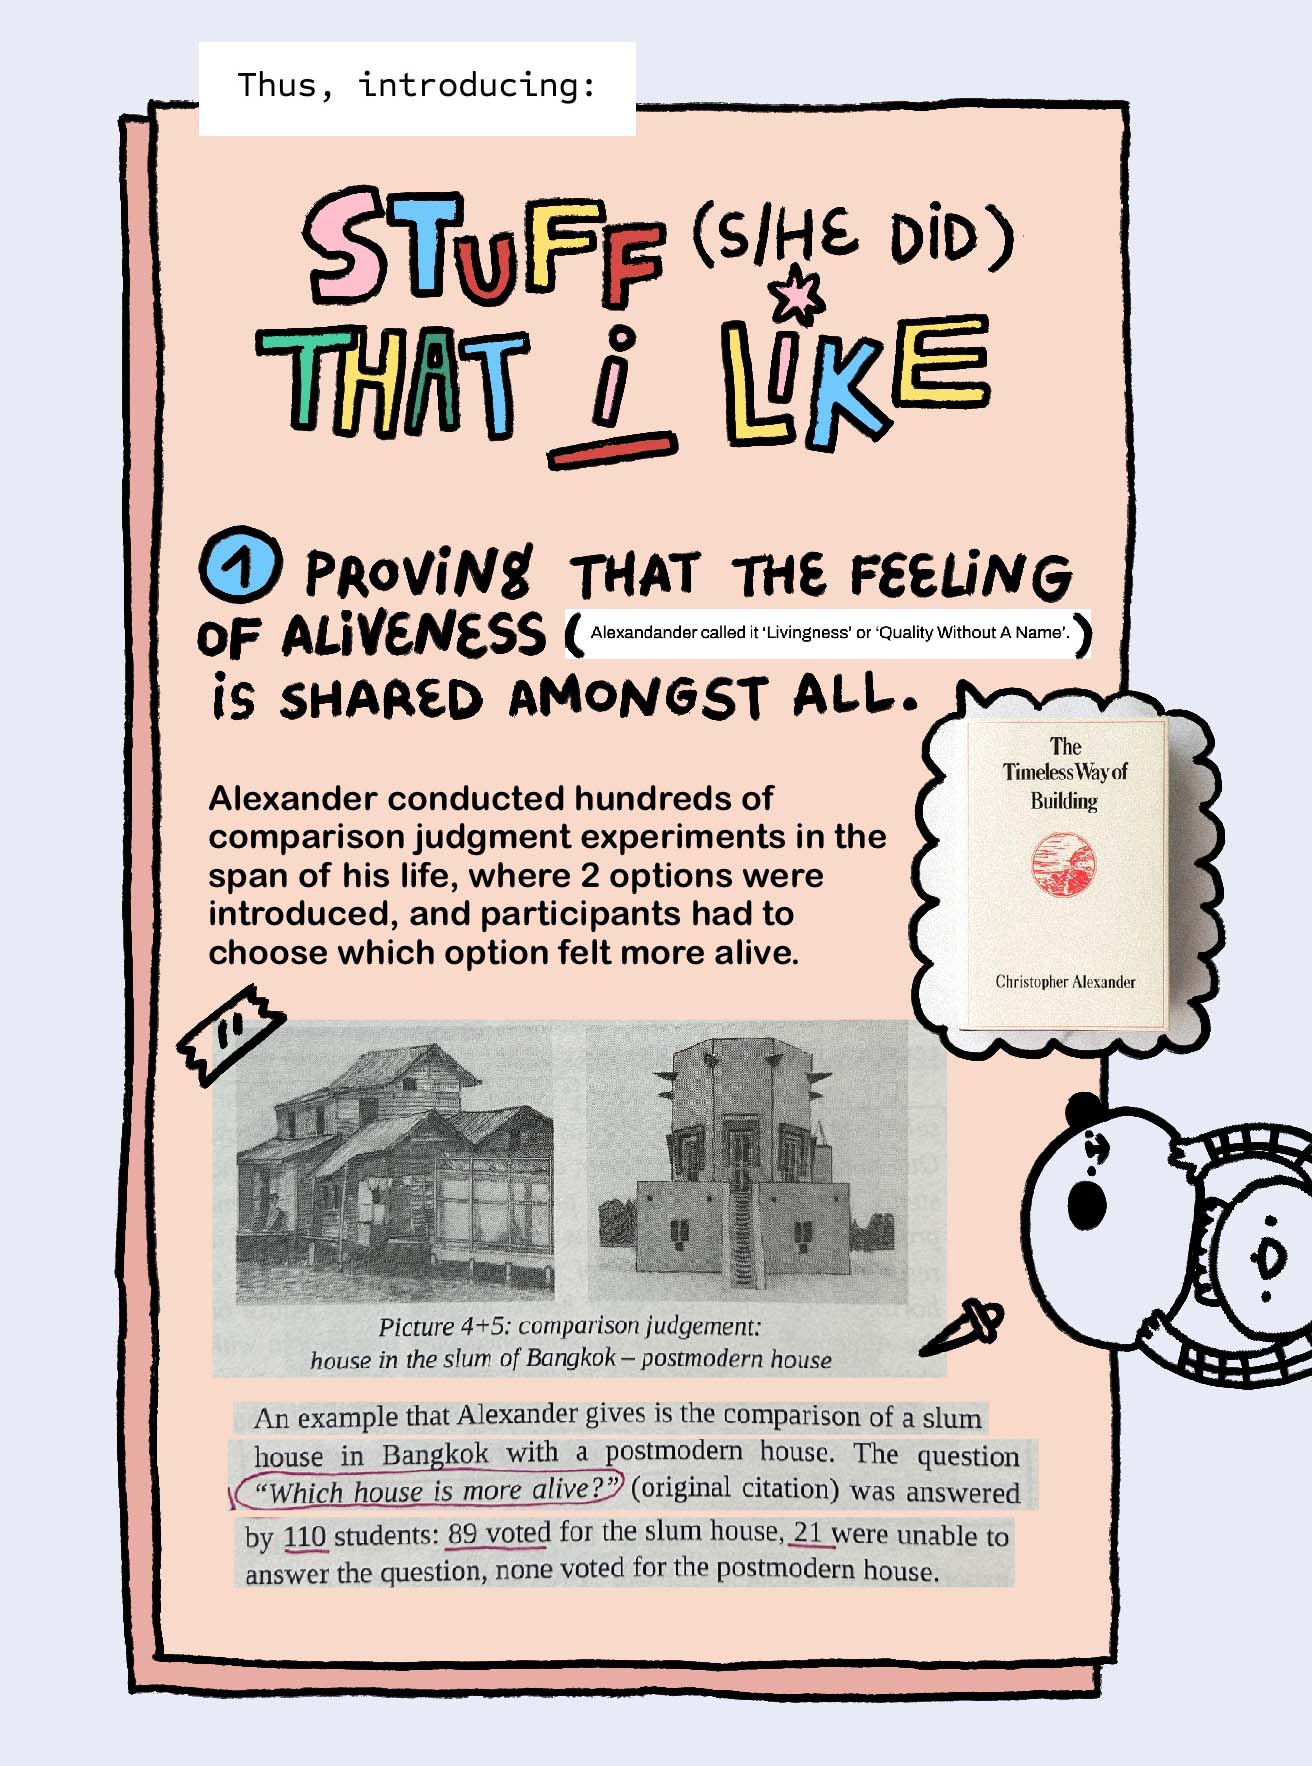 Thus, introducing:
STUFF (S/HE DiD)
THAT i LiKE
1 PROViNg THAT THE FEELiNG
OF ALiVENESS ( Alexandander called it ‘Livingness’ or ‘Quality Without A Name’. )
iS SHARED AMONGST ALL.
Alexander conducted hundreds of
comparison judgment experiments in the
span of his life, where 2 options were
introduced, and participants had to
choose which option felt more alive.
The
Timeless Way of
Building
Christopher Alexander
Picture 4+5: comparison judgement:
house in the slum of Bangkok – postmodern house
An example that Alexander gives is the comparison of a slum
house in Bangkok with a postmodern house. The question
“Which house is more alive?” (original citation) was answered
by 110 students: 89 voted for the slum house, 21 were unable to
answer the question, none voted for the postmodern house.